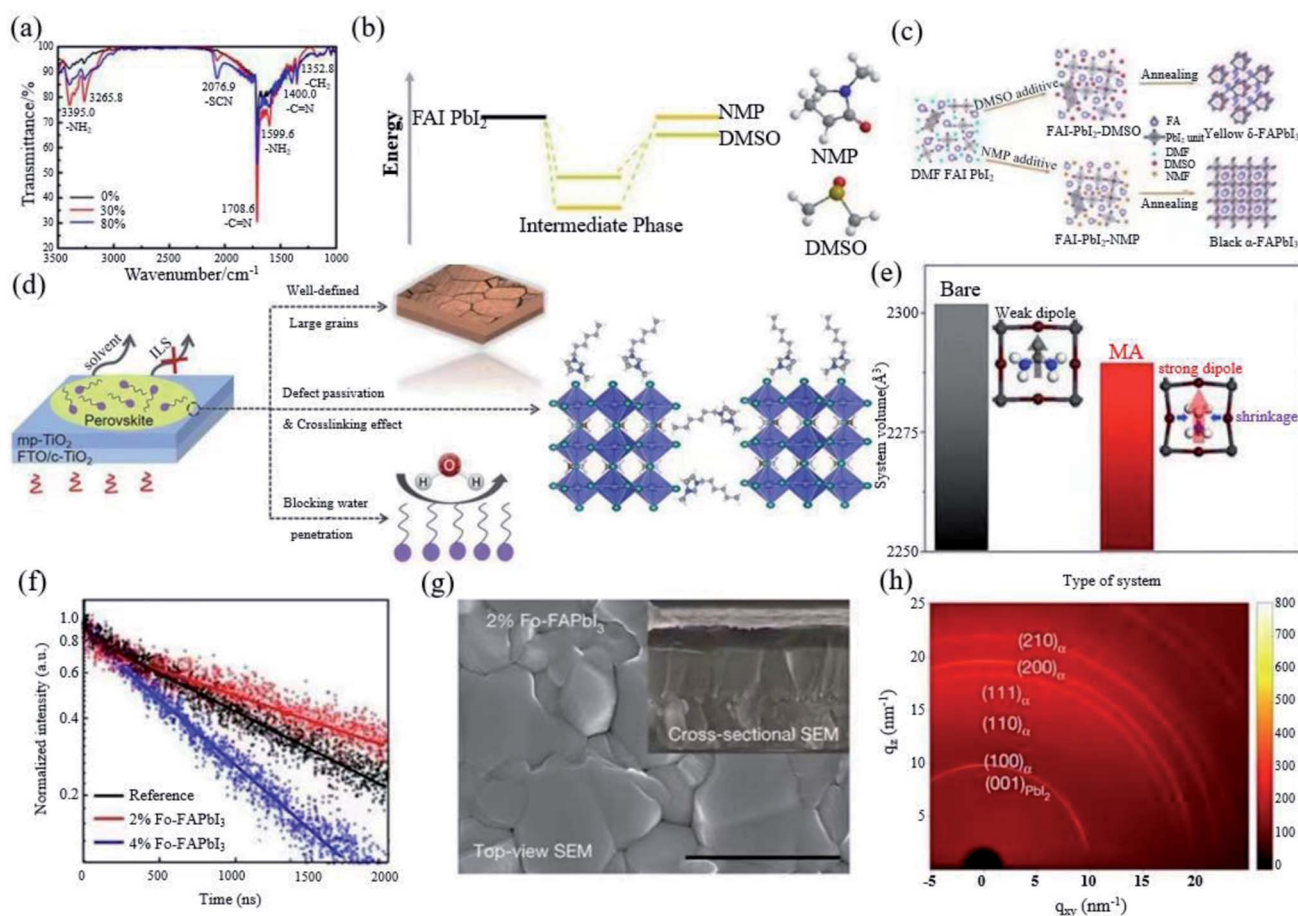 (a)
100
90
80
70
60
50
40
30
20
Transmittance/%
3395.0
-NH2
3265.8
2076.9
-SCN
1352.8
-CH2
1400.0
-C=N
1599.6
-NH2
1708.6
-C=N
0%
30%
80%
3500 3000 2500 2000 1500 1000
Wavenumber/cm-1
(b)
Energy
FAI PbI2
NMP
DMSO
Intermediate Phase
NMP
DMSO
(c)
DMSO additive
Annealing
FAI-PbI2-DMSO
Yellow δ-FAPbI3
FA
PbI2 unit
DMF
DMSO
NMF
DMF FAI PbI2
NMP additive
Annealing
FAI-PbI2-NMP
Black α-FAPbI3
(d)
solvent
ILS
Perovskite
mp-TiO2
FTO/c-TiO2
Well-defined
Large grains
Defect passivation
& Crosslinking effect
H O H
Blocking water
penetration
(e)
System volume(Å3)
2300
2275
2250
Bare
Weak dipole
MA
strong dipole
shrinkage
Type of system
(f)
Normalized intensity (a.u.)
1.0
0.8
0.6
0.4
0.2
Reference
2% Fo-FAPbI3
4% Fo-FAPbI3
0 500 1000 1500 2000
Time (ns)
(g)
2% Fo-FAPbI3
Cross-sectional SEM
Top-view SEM
(h)
qz (nm-1)
25
20
15
10
5
0
(210)α
(200)α
(111)α
(110)α
(100)α
(001)PbI2
-5 0 5 10 15 20
qxy (nm-1)
800
700
600
500
400
300
200
100
0